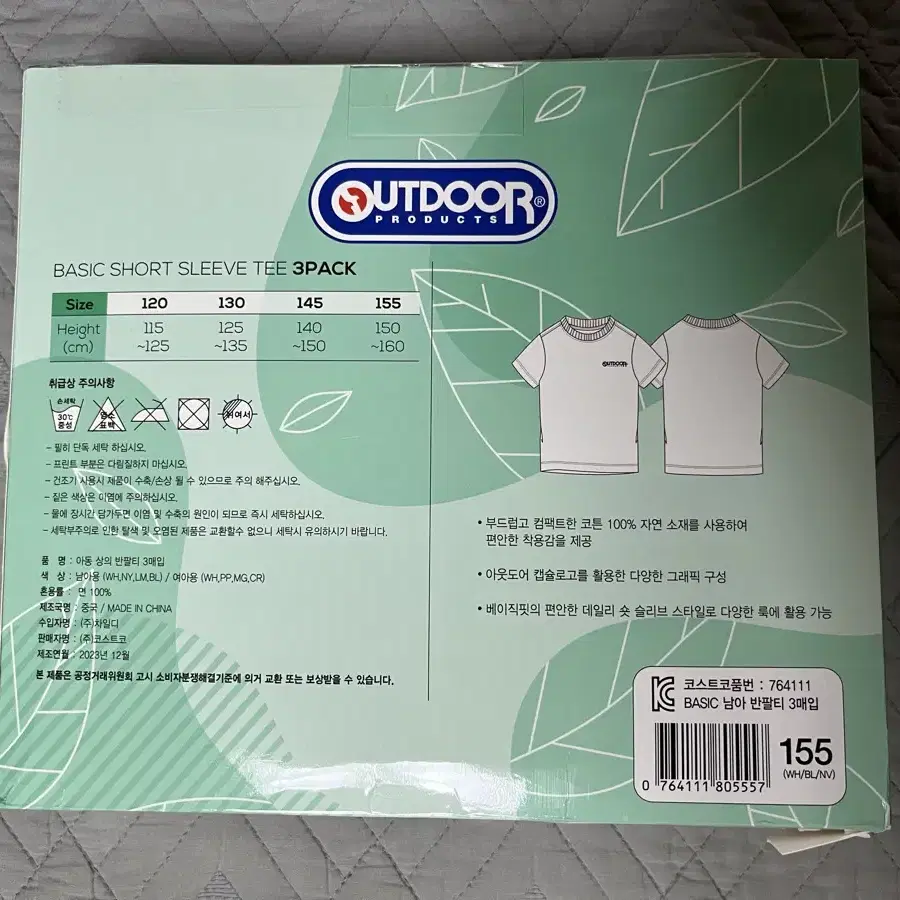 OUTDOOR®
PRODUCTS
BASIC SHORT SLEEVE TEE 3PACK
Size 120 130 145 155
Height (cm) 115 ~125 125 ~135 140 ~150 150 ~160
취급상 주의사항
손세탁 30℃ 중성 염소 표백 뉘여서
- 필히 단독 세탁 하십시오.
- 프린트 부분은 다림질하지 마십시오.
- 건조기 사용시 제품이 수축/손상 될 수 있으므로 주의 해주십시오.
- 짙은 색상은 이염에 주의하십시오.
- 물에 장시간 담가두면 이염 및 수축의 원인이 되므로 즉시 세탁하십시오.
- 세탁부주의로 인한 탈색 및 오염된 제품은 교환할수 없으니 세탁시 유의하시기 바랍니다.
품 명 : 아동 상의 반팔티 3매입
색 상 : 남아용 (WH,NY,LM,BL) / 여아용 (WH,PP,MG,CR)
혼용률 : 면 100%
제조국명 : 중국 / MADE IN CHINA
수입자명 : (주)차일디
판매자명 : (주)코스트코
제조연월 : 2023년 12월
본 제품은 공정거래위원회 고시 소비자분쟁해결기준에 의거 교환 또는 보상받을 수 있습니다.
OUTDOOR
• 부드럽고 컴팩트한 코튼 100% 자연 소재를 사용하여
편안한 착용감을 제공
• 아웃도어 캡슐로고를 활용한 다양한 그래픽 구성
• 베이직핏의 편안한 데일리 숏 슬리브 스타일로 다양한 룩에 활용 가능
코스트코품번 : 764111
BASIC 남아 반팔티 3매입
155
(WH/BL/NV)
0 764111 805557